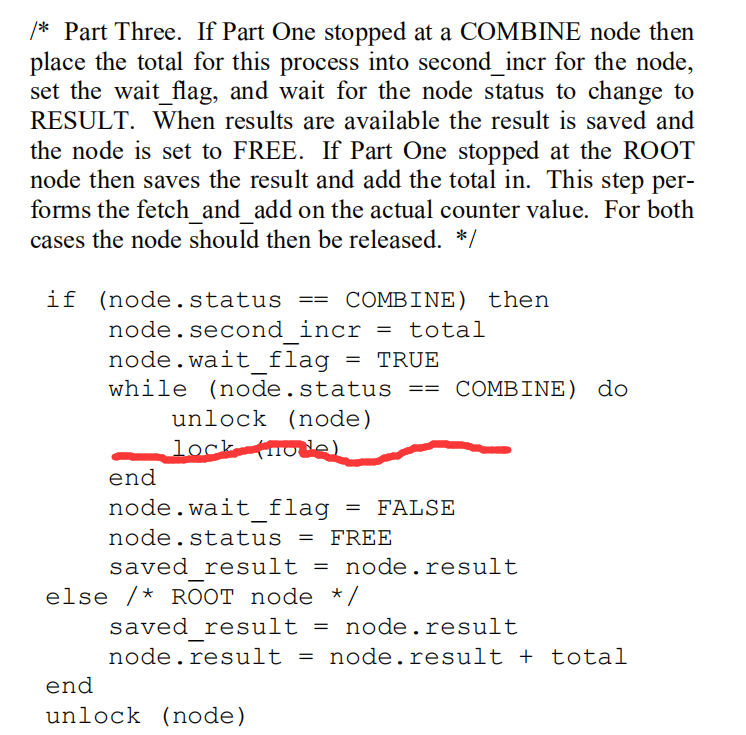 /* Part Three. If Part One stopped at a COMBINE node then
place the total for this process into second_incr for the node,
set the wait_flag, and wait for the node status to change to
RESULT. When results are available the result is saved and
the node is set to FREE. If Part One stopped at the ROOT
node then saves the result and add the total in. This step per-
forms the fetch_and_add on the actual counter value. For both
cases the node should then be released. */
if (node.status == COMBINE) then
node.second_incr = total
node.wait_flag = TRUE
while (node.status == COMBINE) do
unlock (node)
lock (node)
end
node.wait_flag = FALSE
node.status = FREE
saved_result = node.result
else /* ROOT node */
saved_result = node.result
node.result = node.result + total
end
unlock (node)